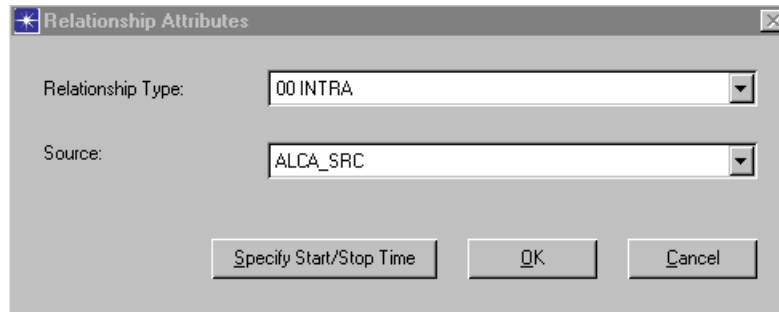 Relationship Attributes
Relationship Type: 00 INTRA
Source: ALCA_SRC
Specify Start/Stop Time OK Cancel